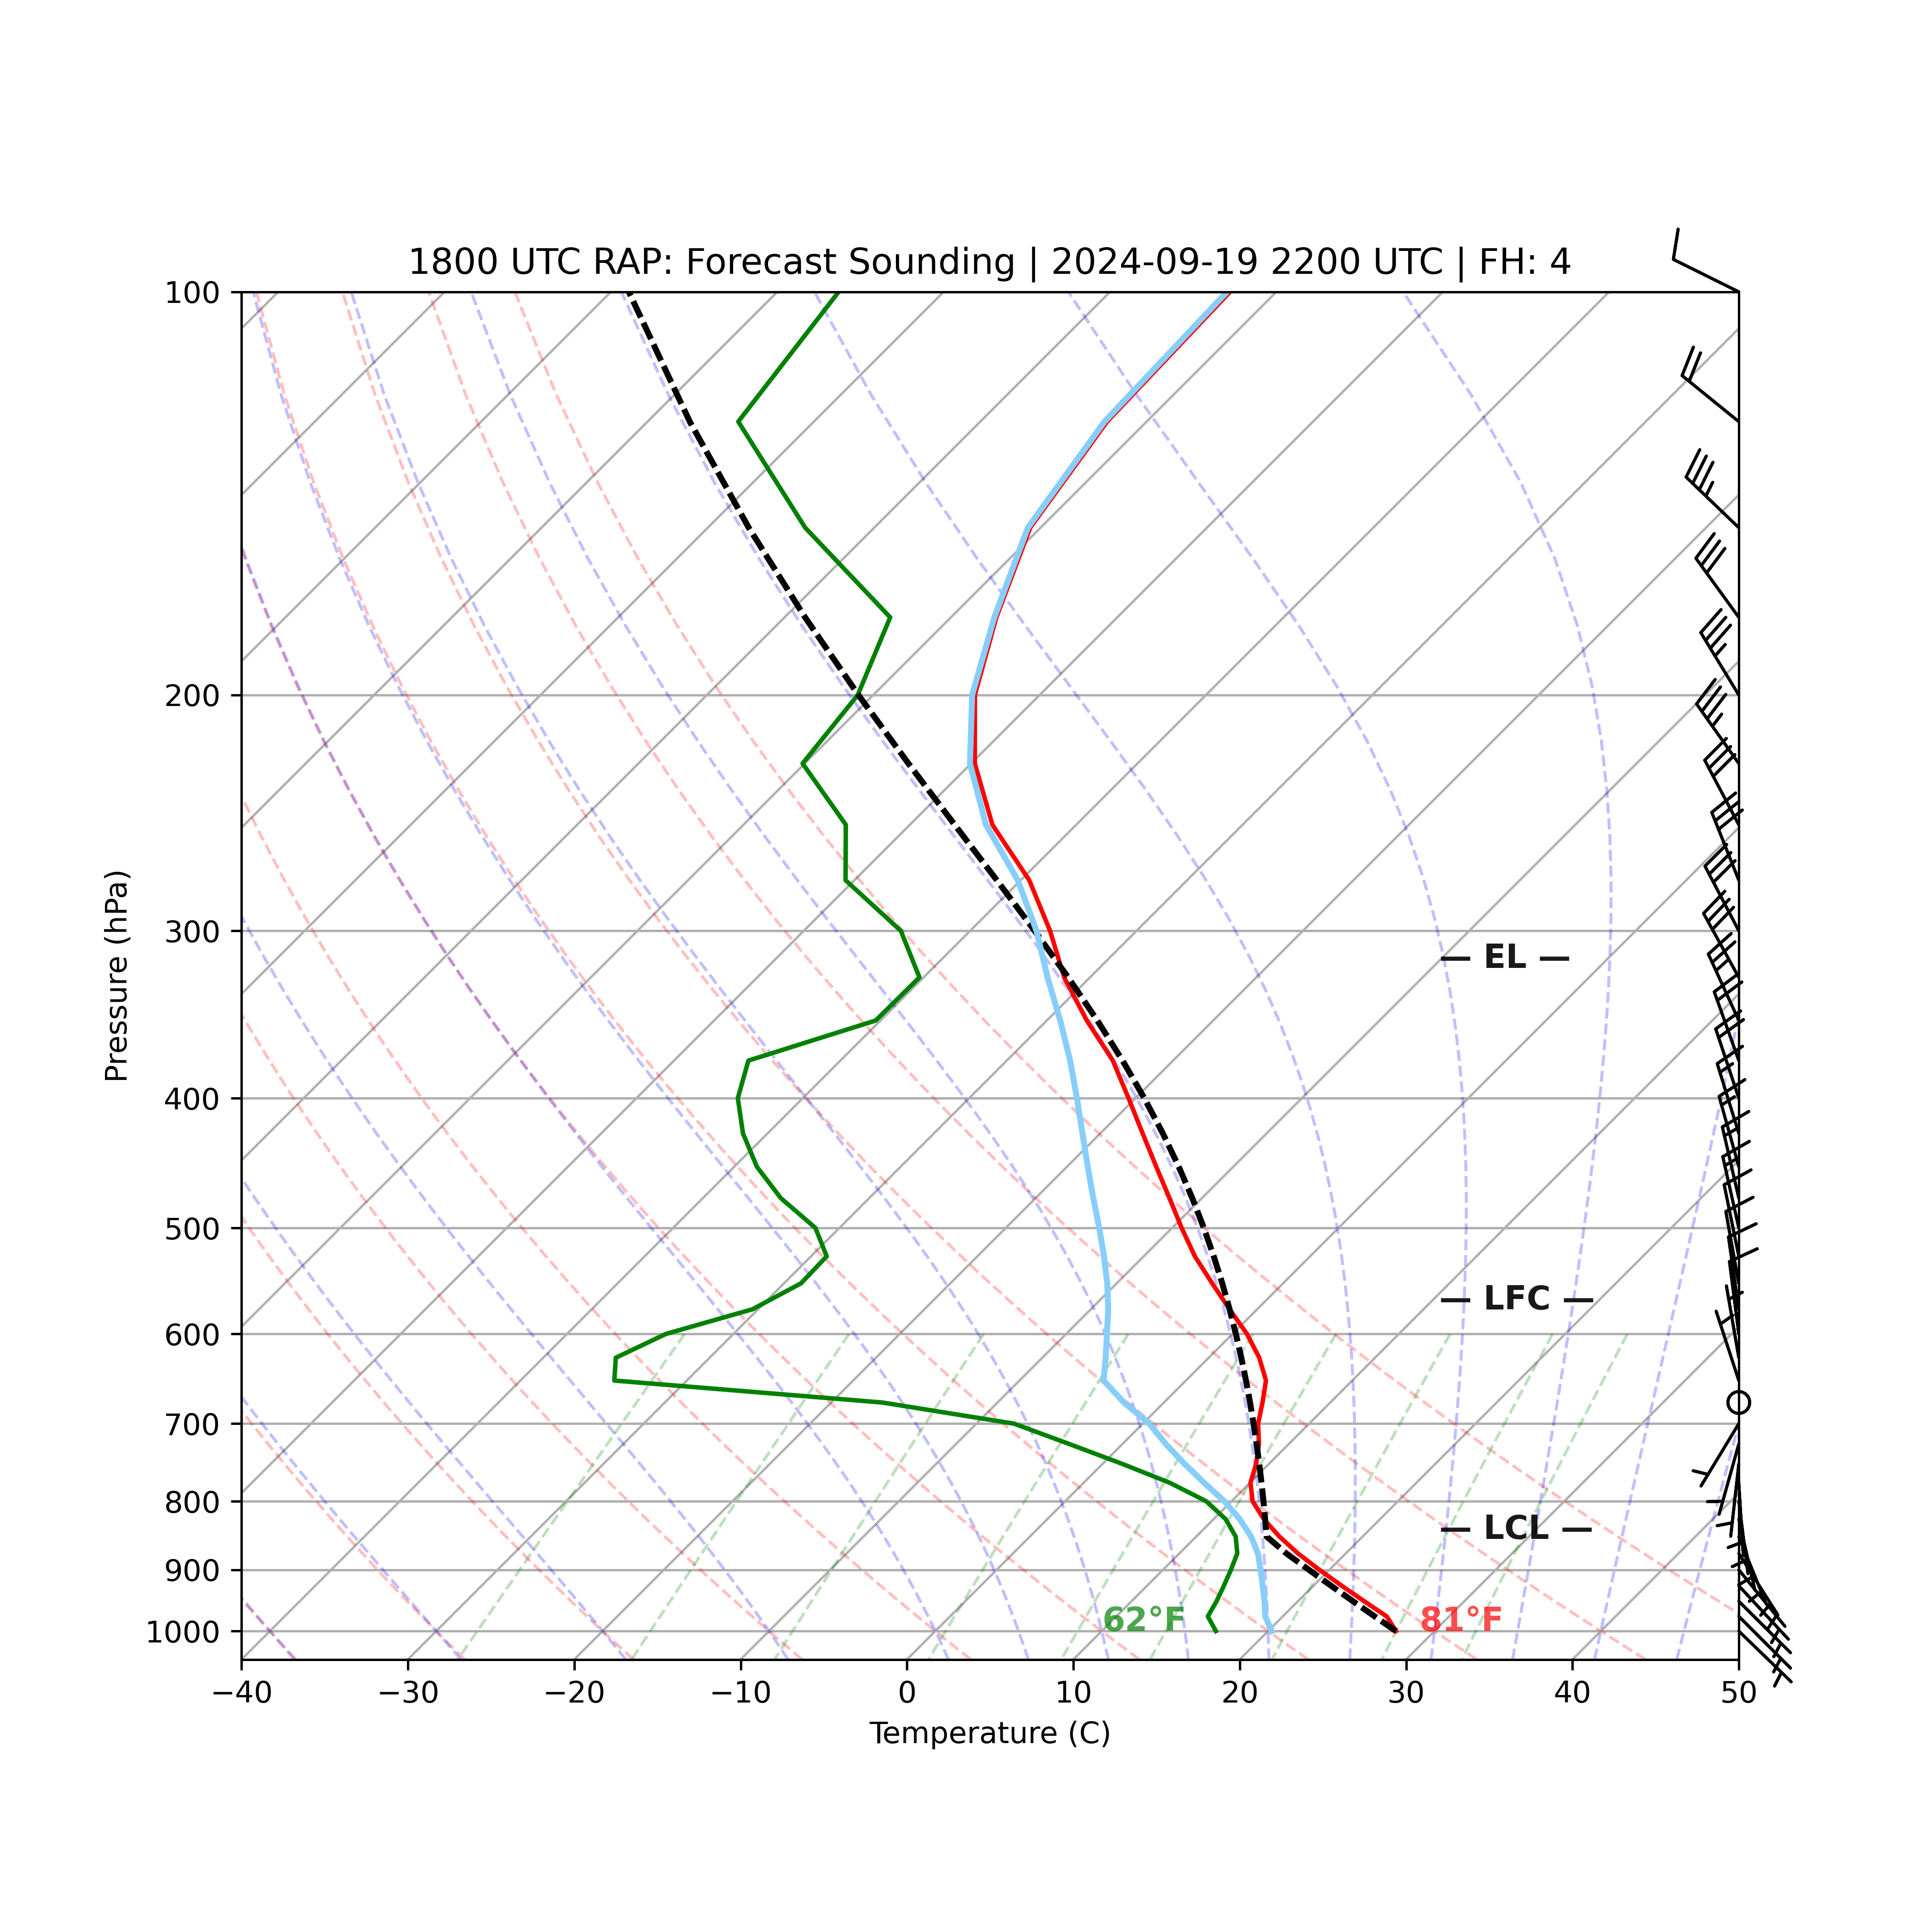 1800 UTC RAP: Forecast Sounding | 2024-09-19 2200 UTC | FH: 4
100
200
300
400
500
600
700
800
900
1000
Pressure (hPa)
— EL —
— LFC —
— LCL —
62°F
81°F
−40 −30 −20 −10 0 10 20 30 40 50
Temperature (C)